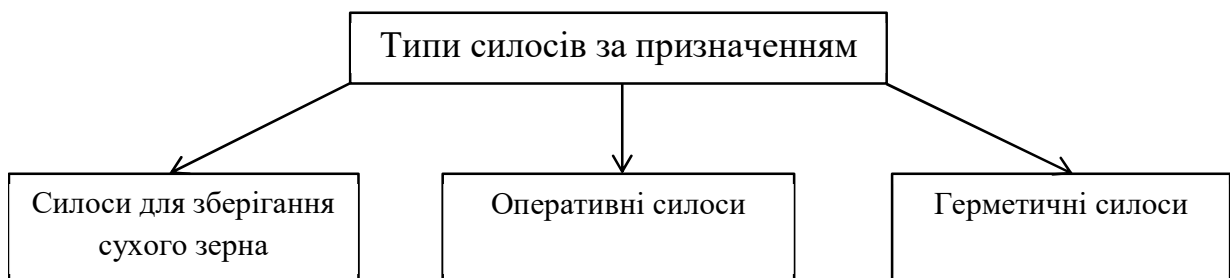 Типи силосів за призначенням
Силоси для зберігання
сухого зерна
Оперативні силоси
Герметичні силоси